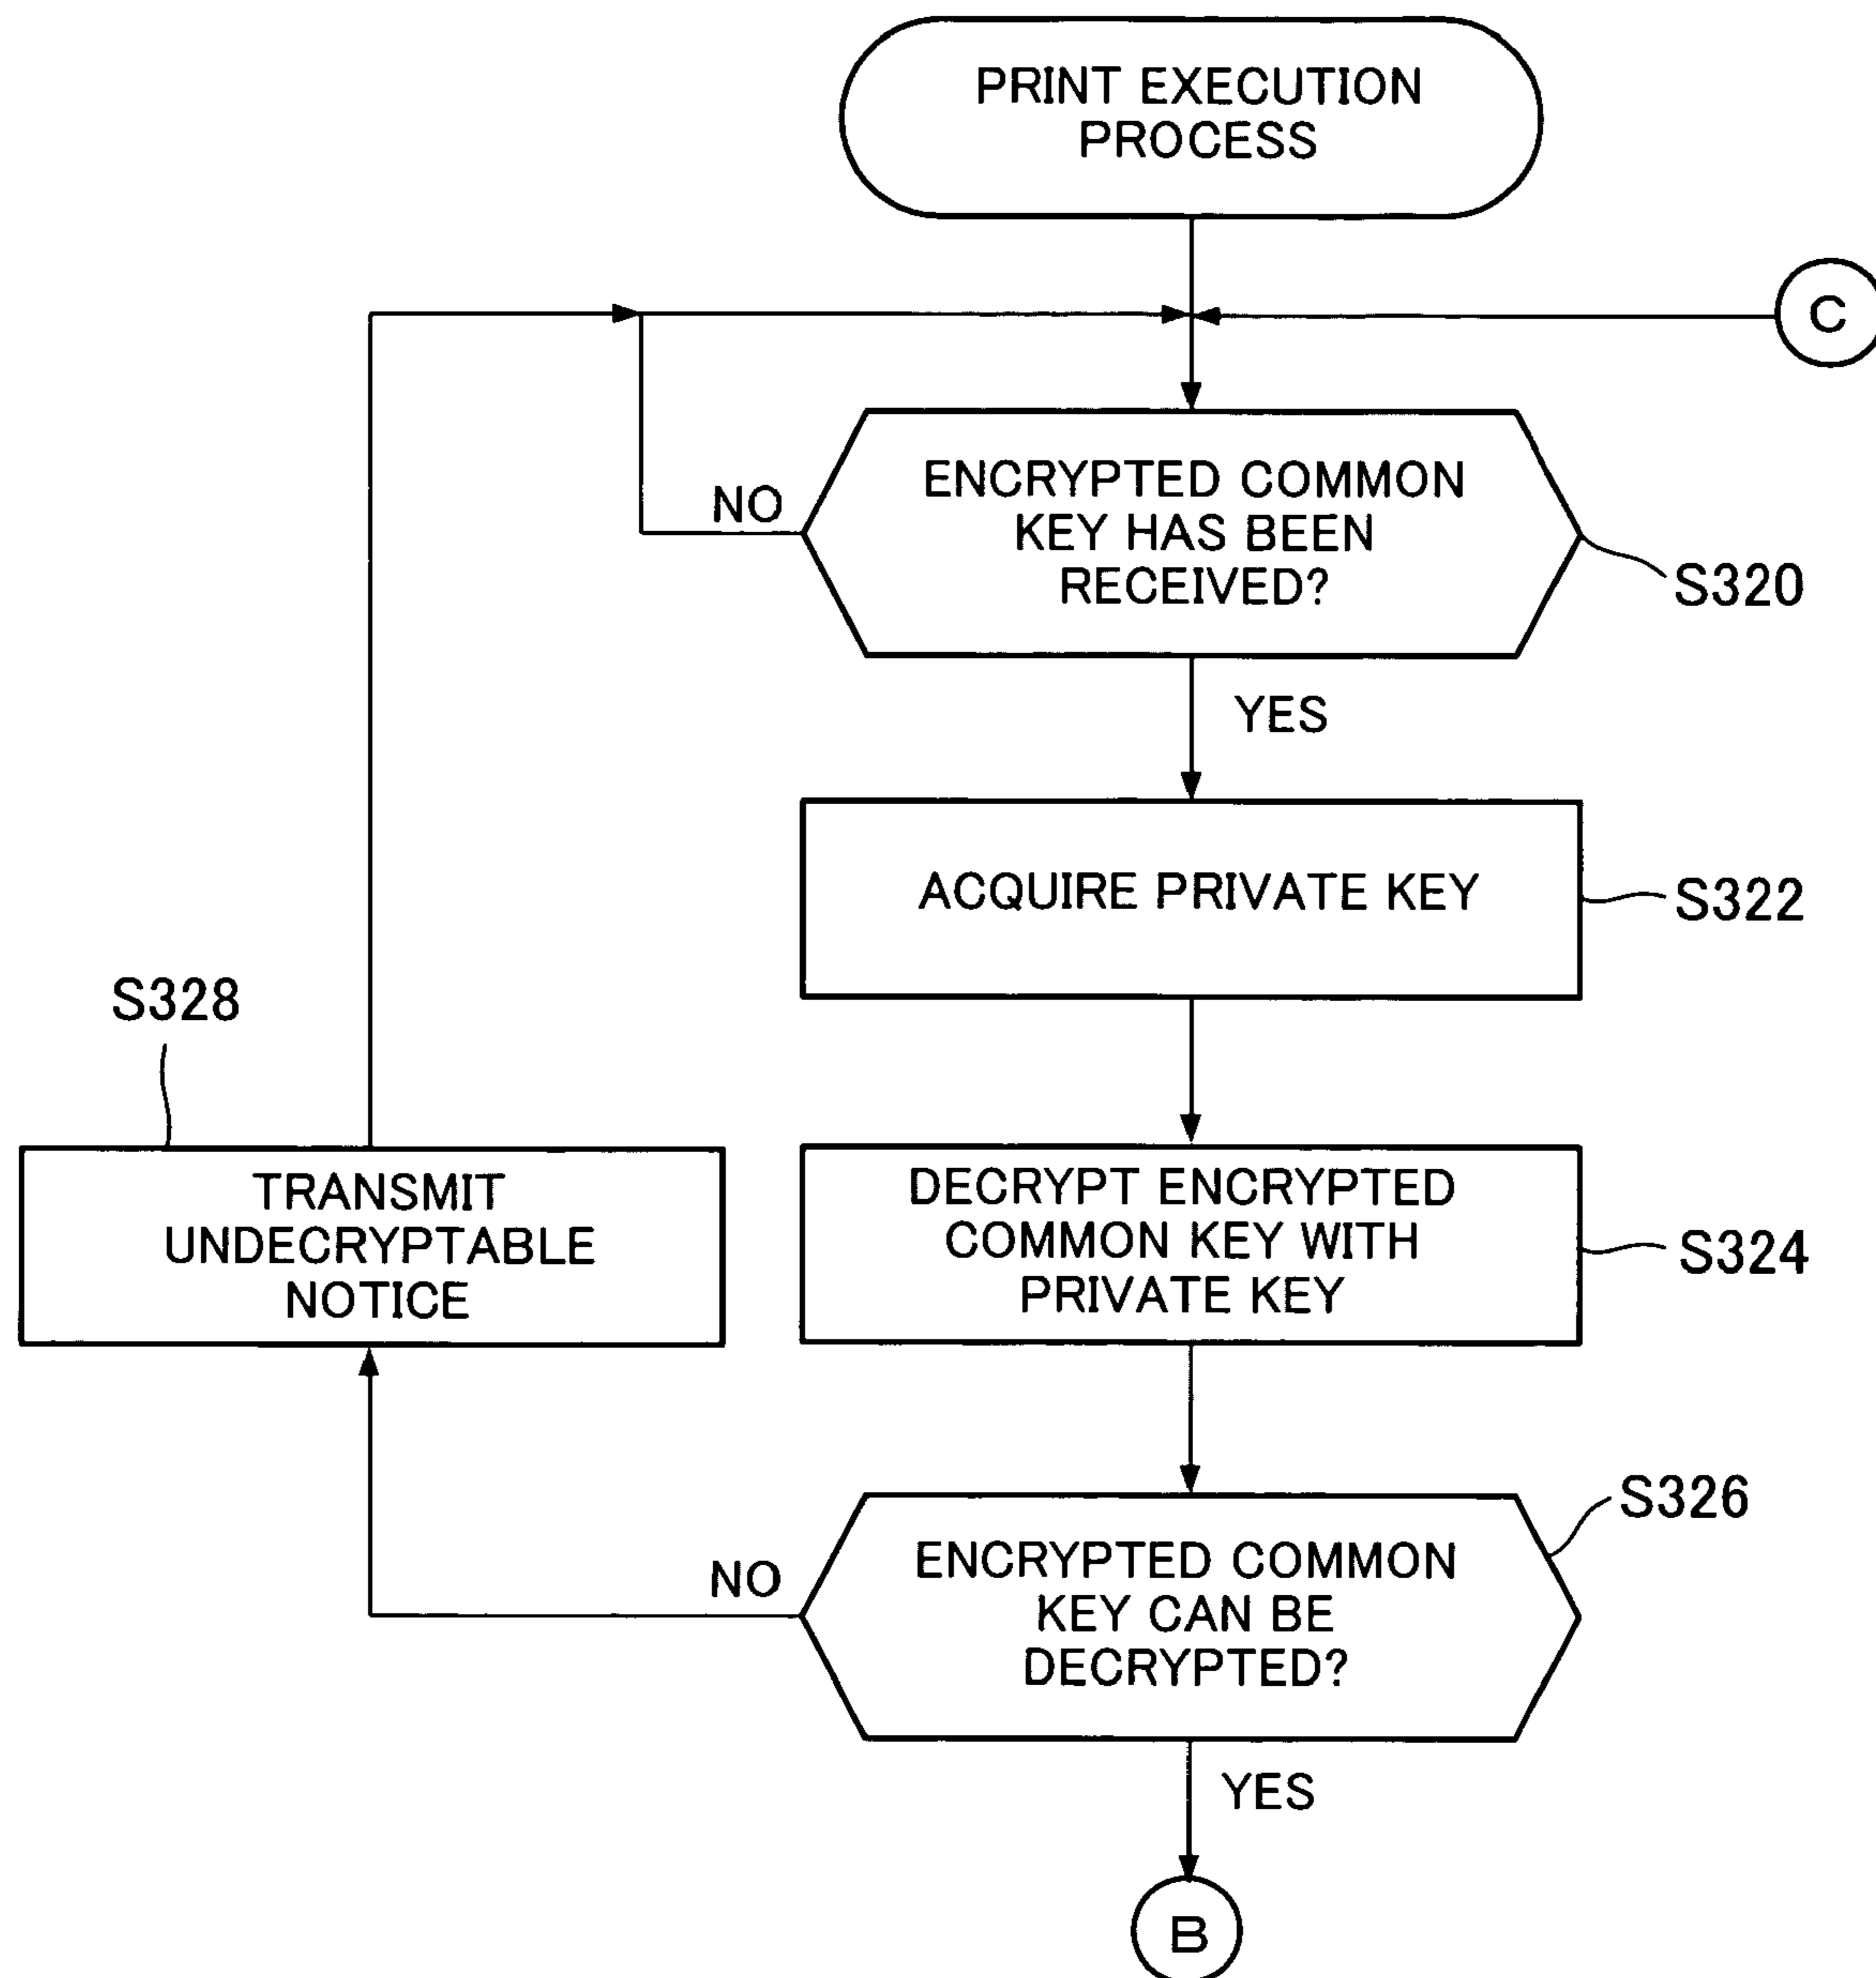 PRINT EXECUTION
PROCESS
C
ENCRYPTED COMMON
KEY HAS BEEN
RECEIVED?
NO
S320
YES
ACQUIRE PRIVATE KEY
S322
S328
TRANSMIT
UNDECRYPTABLE
NOTICE
DECRYPT ENCRYPTED
COMMON KEY WITH
PRIVATE KEY
S324
S326
ENCRYPTED COMMON
KEY CAN BE
DECRYPTED?
NO
YES
B